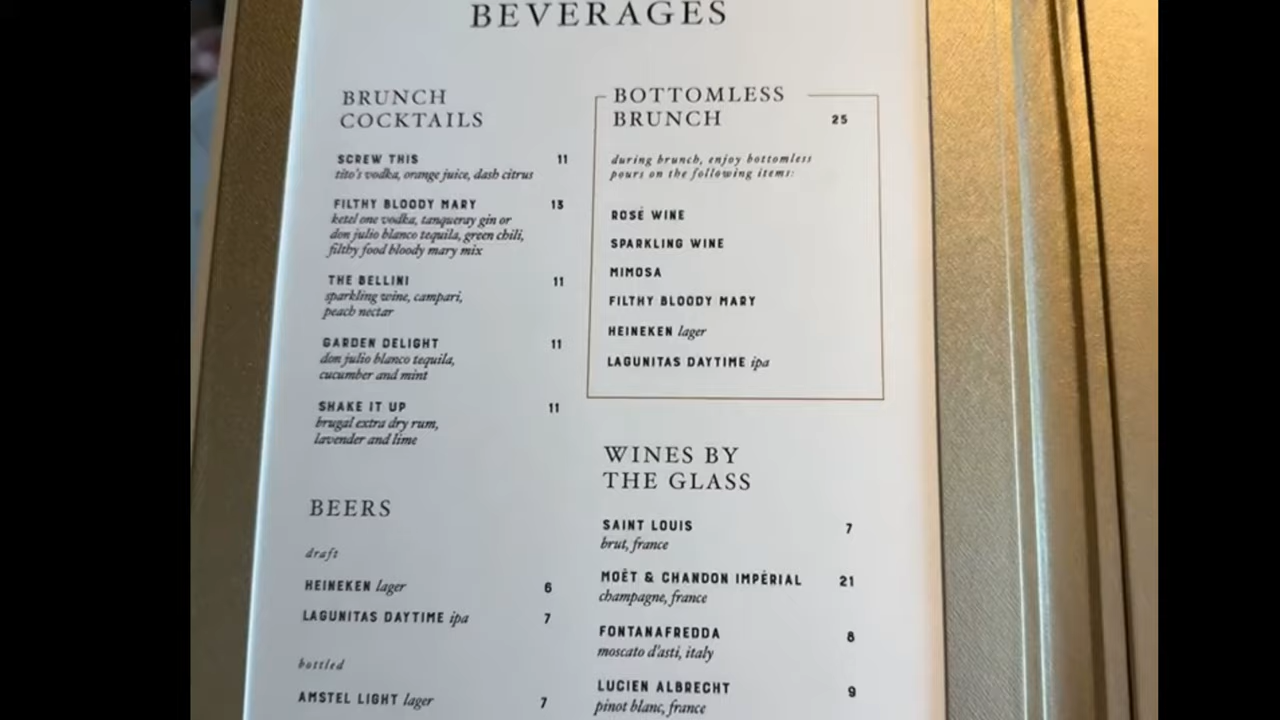 BEVERAGES
BRUNCH
COCKTAILS
SCREW THIS 11
tito's vodka, orange juice, dash citrus
FILTHY BLOODY MARY 13
ketel one vodka, tanqueray gin or
don julio blanco tequila, green chili,
filthy food bloody mary mix
THE BELLINI 11
sparkling wine, campari,
peach nectar
GARDEN DELIGHT 11
don julio blanco tequila,
cucumber and mint
SHAKE IT UP 11
brugal extra dry rum,
lavender and lime
BEERS
draft
HEINEKEN lager 6
LAGUNITAS DAYTIME ipa 7
bottled
AMSTEL LIGHT lager 7
BOTTOMLESS
BRUNCH 25
during brunch, enjoy bottomless
pours on the following items:
ROSÉ WINE
SPARKLING WINE
MIMOSA
FILTHY BLOODY MARY
HEINEKEN lager
LAGUNITAS DAYTIME ipa
WINES BY
THE GLASS
SAINT LOUIS 7
brut, france
MOËT & CHANDON IMPÉRIAL 21
champagne, france
FONTANAFREDDA 8
moscato d'asti, italy
LUCIEN ALBRECHT 9
pinot blanc, france